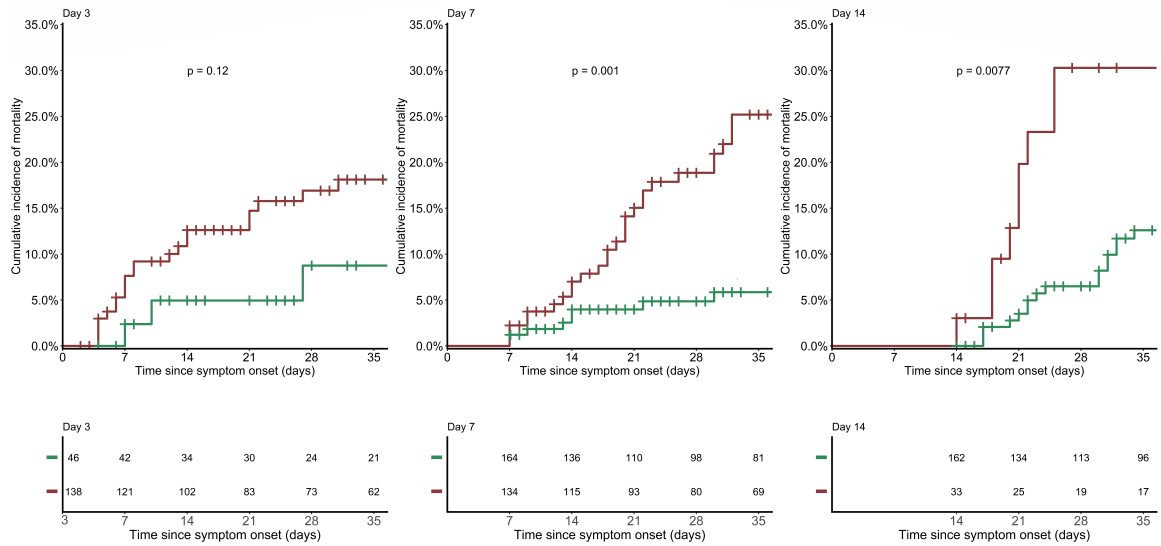 Day 3
35.0%
30.0%
25.0%
20.0%
15.0%
10.0%
5.0%
0.0%
Cumulative incidence of mortality
p = 0.12
0 7 14 21 28 35
Time since symptom onset (days)
Day 7
35.0%
30.0%
25.0%
20.0%
15.0%
10.0%
5.0%
0.0%
Cumulative incidence of mortality
p = 0.001
0 7 14 21 28 35
Time since symptom onset (days)
Day 14
35.0%
30.0%
25.0%
20.0%
15.0%
10.0%
5.0%
0.0%
Cumulative incidence of mortality
p = 0.0077
0 7 14 21 28 35
Time since symptom onset (days)
Day 3
46 42 34 30 24 21
138 121 102 83 73 62
3 7 14 21 28 35
Time since symptom onset (days)
Day 7
164 136 110 98 81
134 115 93 80 69
7 14 21 28 35
Time since symptom onset (days)
Day 14
162 134 113 96
33 25 19 17
14 21 28 35
Time since symptom onset (days)